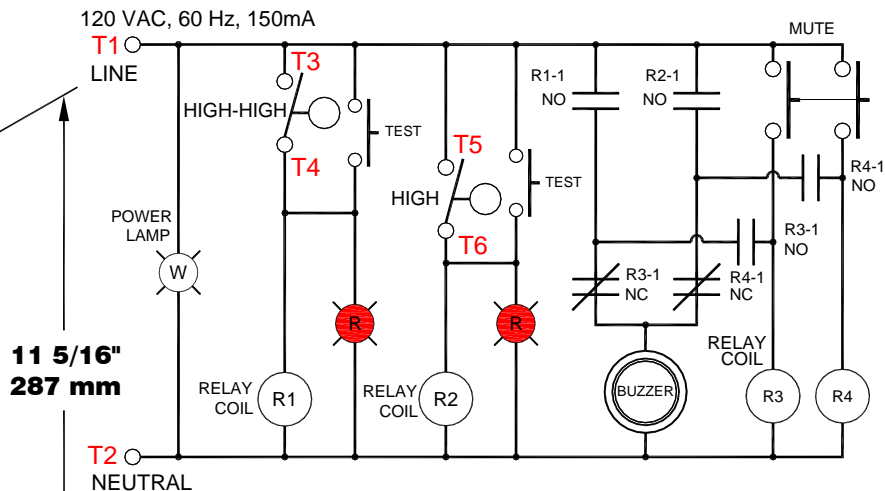 120 VAC, 60 Hz, 150mA
T1
LINE
MUTE
T3
HIGH-HIGH
T4
TEST
T5
HIGH
T6
TEST
R1-1
NO
R2-1
NO
R4-1
NO
R3-1
NO
R3-1
NC
R4-1
NC
POWER
LAMP
W
R
R
11 5/16"
287 mm
RELAY
COIL
R1
RELAY
COIL
R2
BUZZER
RELAY
COIL
R3
R4
T2
NEUTRAL